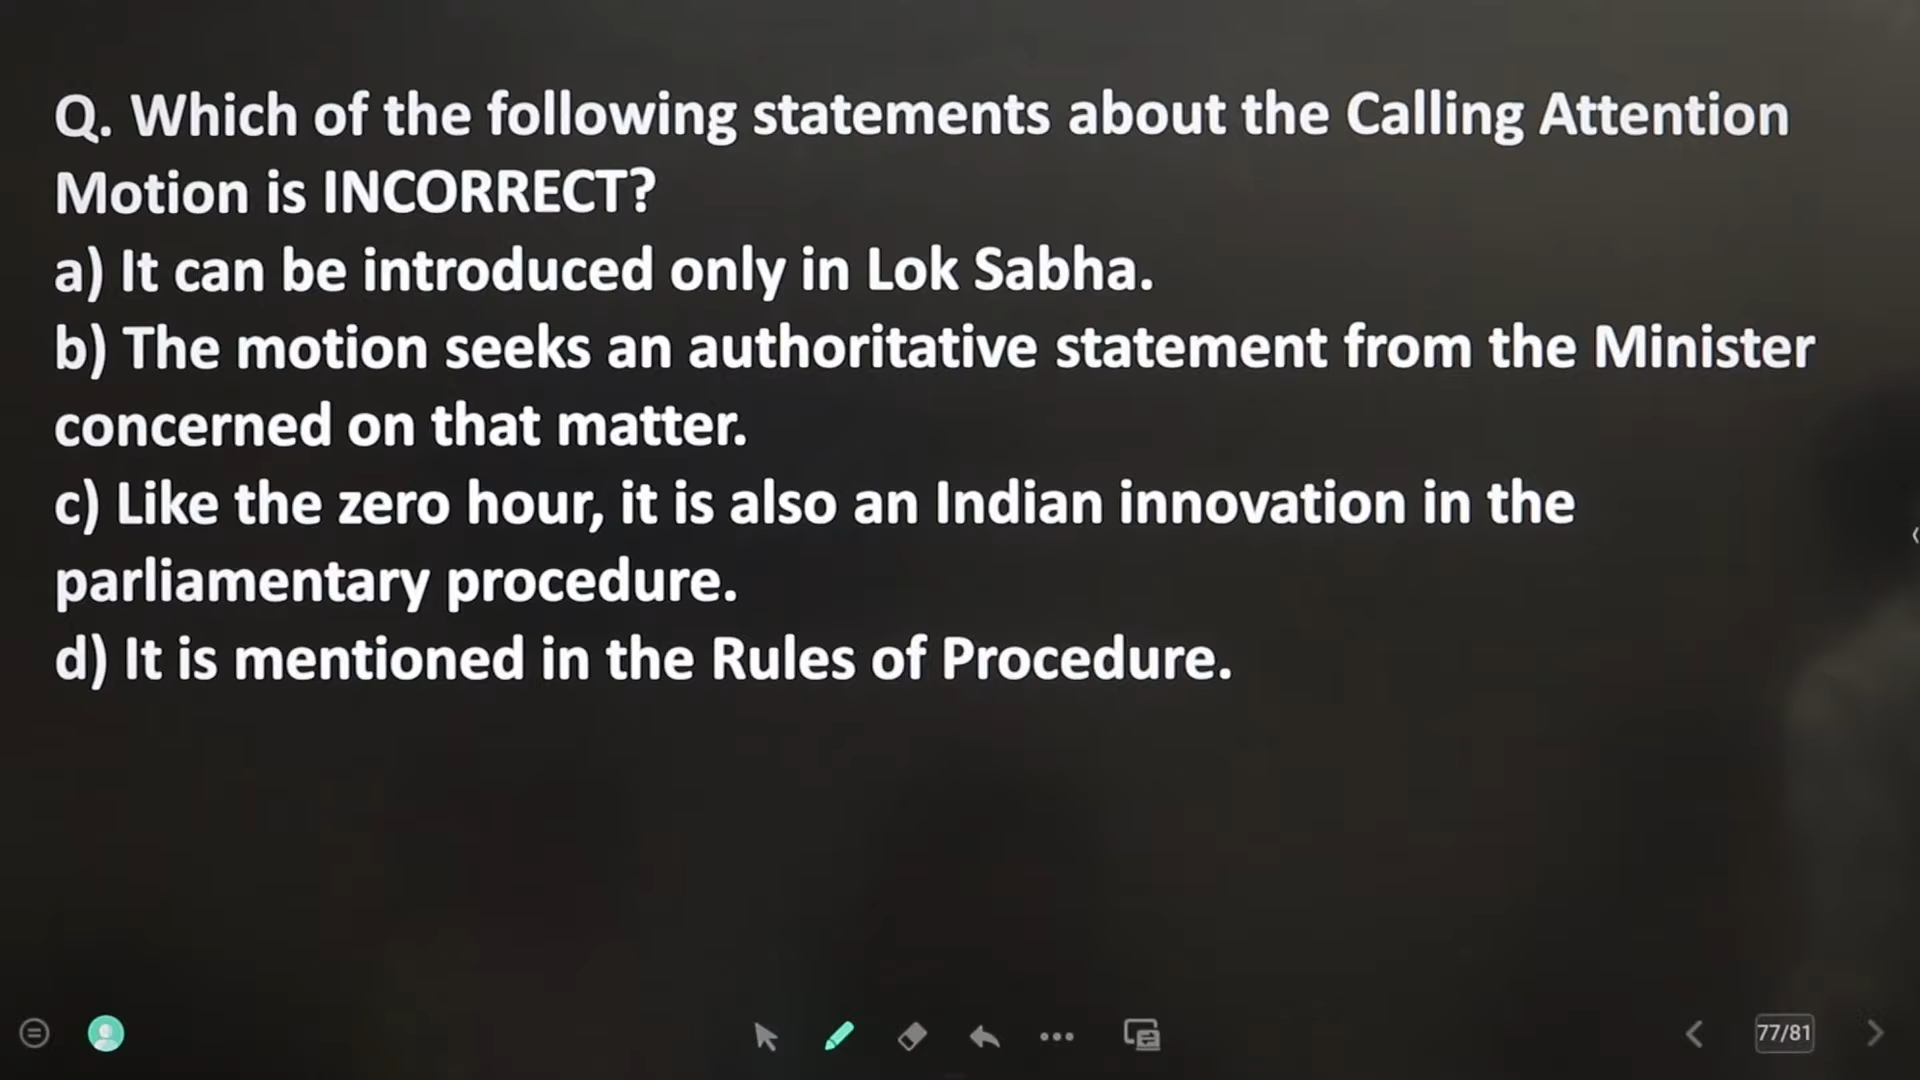 Q. Which of the following statements about the Calling Attention
Motion is INCORRECT?
a) It can be introduced only in Lok Sabha.
b) The motion seeks an authoritative statement from the Minister
concerned on that matter.
c) Like the zero hour, it is also an Indian innovation in the
parliamentary procedure.
d) It is mentioned in the Rules of Procedure.
77/81